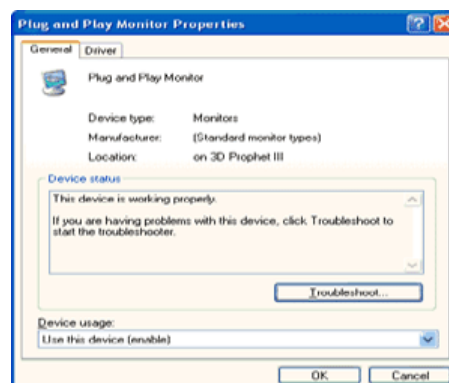 Plug and Play Monitor Properties
General Driver
Plug and Play Monitor
Device type: Monitors
Manufacturer: (Standard monitor types)
Location: on 3D Prophet III
Device status
This device is working properly.
If you are having problems with this device, click Troubleshoot to
start the troubleshooter.
Troubleshoot...
Device usage:
Use this device (enable)
OK Cancel